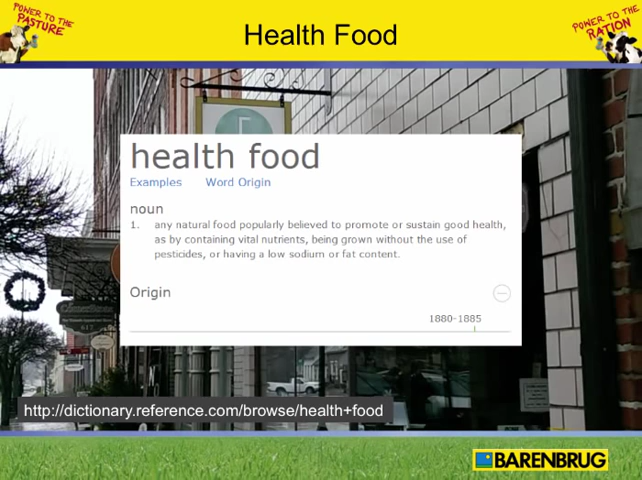 POWER TO THE
PASTURE
Health Food
POWER TO THE
RATION
health food
Examples Word Origin
noun
1. any natural food popularly believed to promote or sustain good health,
as by containing vital nutrients, being grown without the use of
pesticides, or having a low sodium or fat content.
Origin
1880-1885
http://dictionary.reference.com/browse/health+food
BARENBRUG